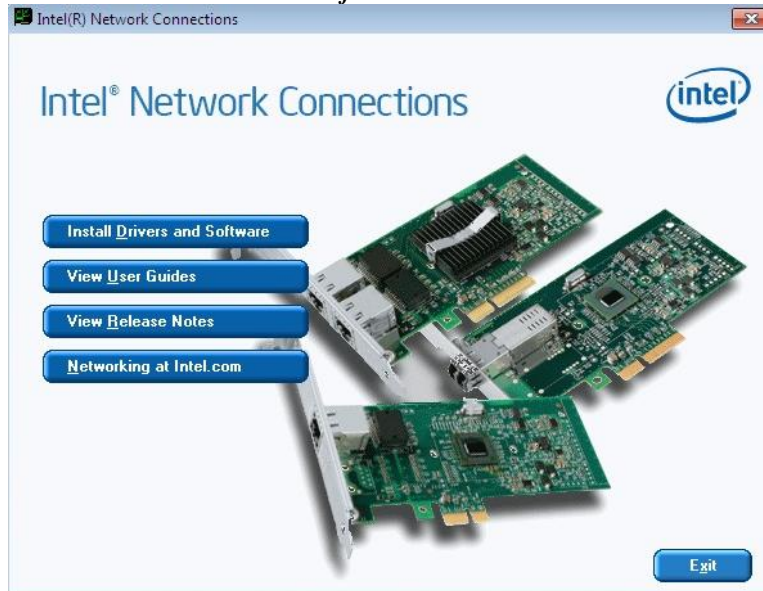 Intel(R) Network Connections
Intel® Network Connections
intel
Install Drivers and Software
View User Guides
View Release Notes
Networking at Intel.com
Exit